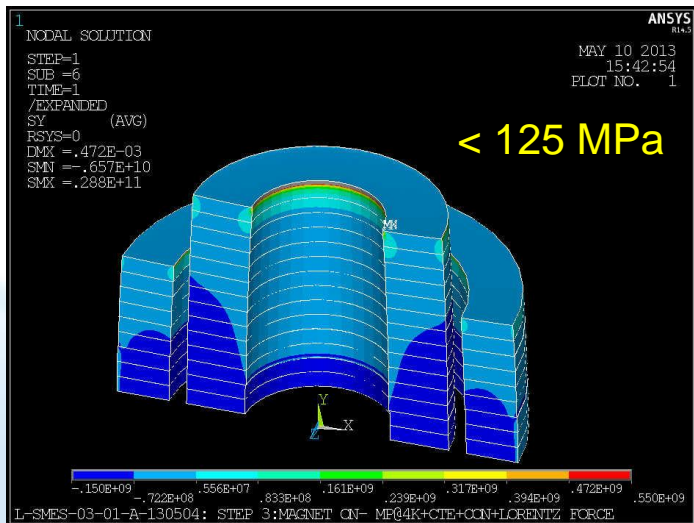 1
NODAL SOLUTION
STEP=1
SUB =6
TIME=1
/EXPANDED
SY (AVG)
RSYS=0
DMX =.472E-03
SMN =-.657E+10
SMX =.288E+11
ANSYS
R14.5
MAY 10 2013
15:42:54
PLOT NO. 1
< 125 MPa
MN
Y
Z X
-.150E+09 .556E+07 .161E+09 .317E+09 .472E+09
-.722E+08 .833E+08 .239E+09 .394E+09 .550E+09
L-SMES-03-01-A-130504: STEP 3:MAGNET ON- MP@4K+CTE+CON+LORENTZ FORCE